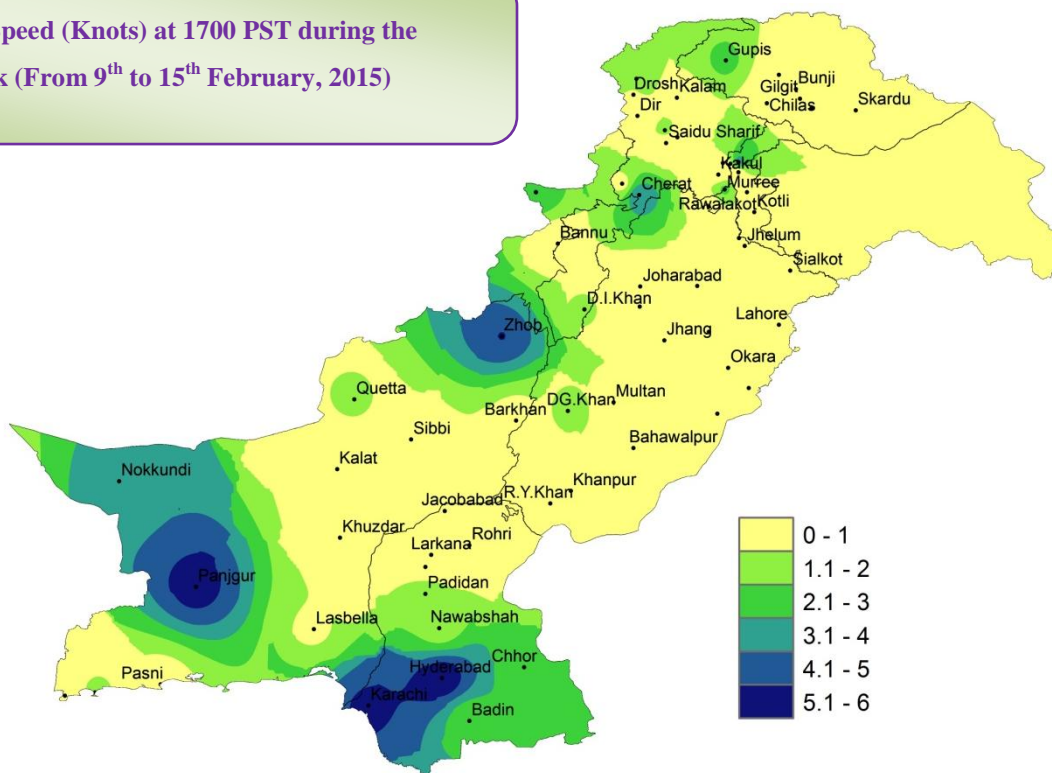 peed (Knots) at 1700 PST during the
k (From 9th to 15th February, 2015)
Gupis
Drosh
Kalam
Gilgit
Bunji
Chilas
Skardu
Dir
Saidu Sharif
Kakul
Cherat
Murree
Rawalakot
Kotli
Bannu
Jhelum
Sialkot
Joharabad
D.I.Khan
Zhob
Jhang
Lahore
Okara
Quetta
DG.Khan
Multan
Barkhan
Sibbi
Bahawalpur
Nokkundi
Kalat
Khanpur
Jacobabad
R.Y.Khan
Khuzdar
Rohri
Larkana
Panjgur
Padidan
Lasbella
Nawabshah
Pasni
Hyderabad
Chhor
Karachi
Badin
0 - 1
1.1 - 2
2.1 - 3
3.1 - 4
4.1 - 5
5.1 - 6